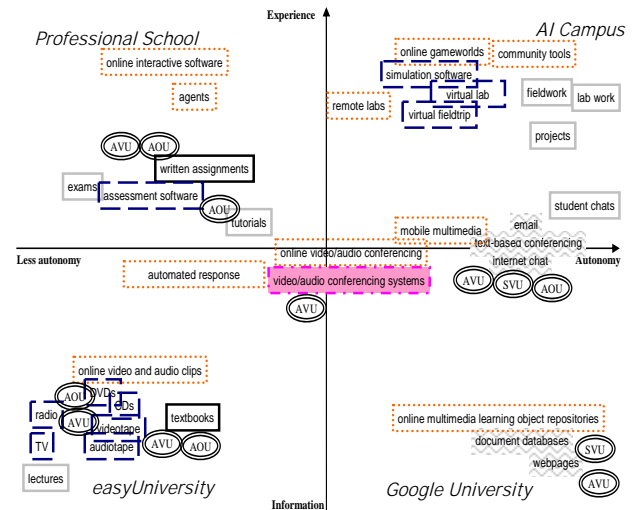 Experience
Professional School
AI Campus
online interactive software
online gameworlds
community tools
simulation software
agents
virtual lab
fieldwork
lab work
remote labs
virtual fieldtrip
projects
AVU
AOU
written assignments
exams
assessment software
AOU
tutorials
student chats
email
mobile multimedia
text-based conferencing
online video/audio conferencing
Less autonomy
internet chat
Autonomy
automated response
video/audio conferencing systems
AVU
SVU
AOU
AVU
online video and audio clips
DVDs
AOU
CDs
radio
textbooks
online multimedia learning object repositories
AVU
videotape
TV
audiotape
AVU
AOU
document databases
SVU
webpages
lectures
AVU
easyUniversity
Google University
Information